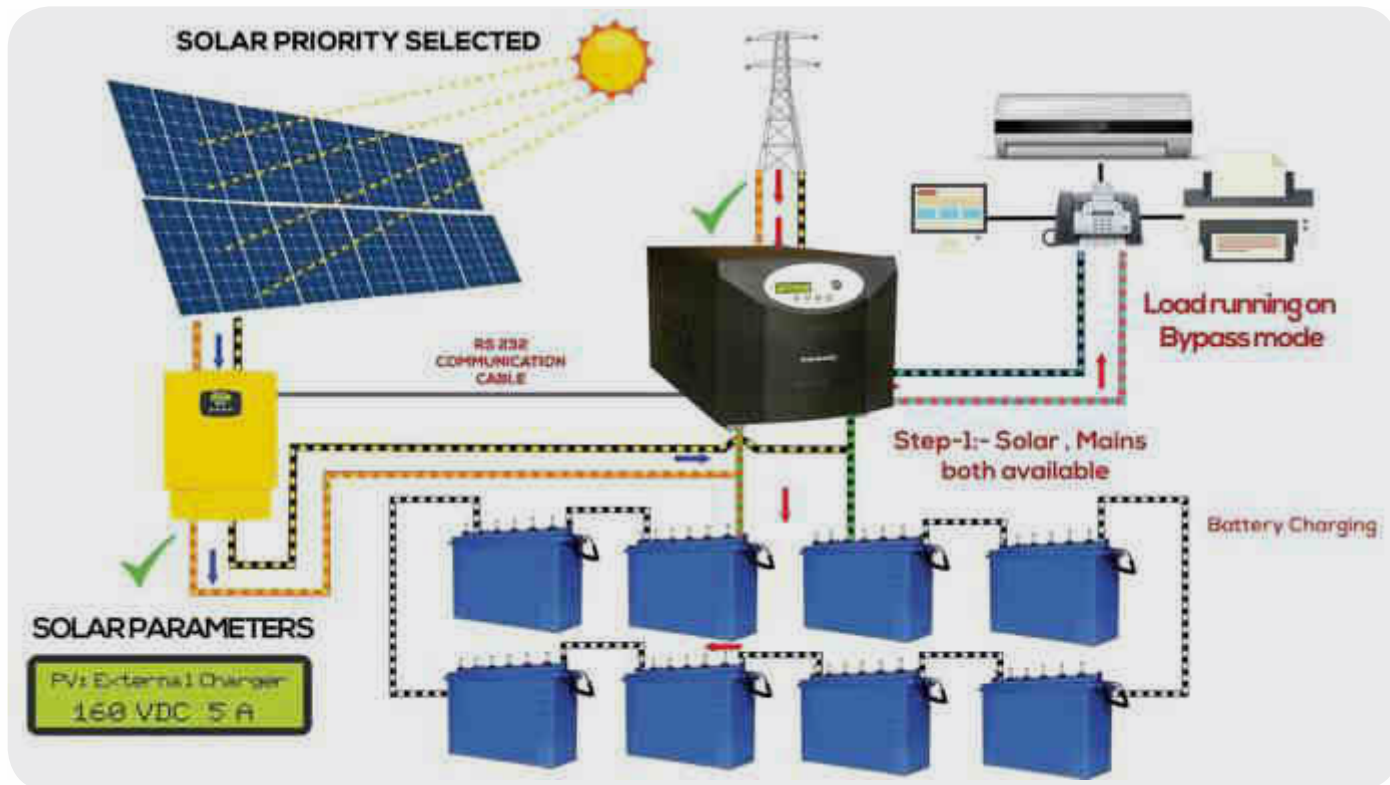 SOLAR PRIORITY SELECTED
RS 232
COMMUNICATION
CABLE
Load running on
Bypass mode
Step-1:- Solar , Mains
both available
Battery Charging
SOLAR PARAMETERS
PV: External Charger
160 VDC 5 A